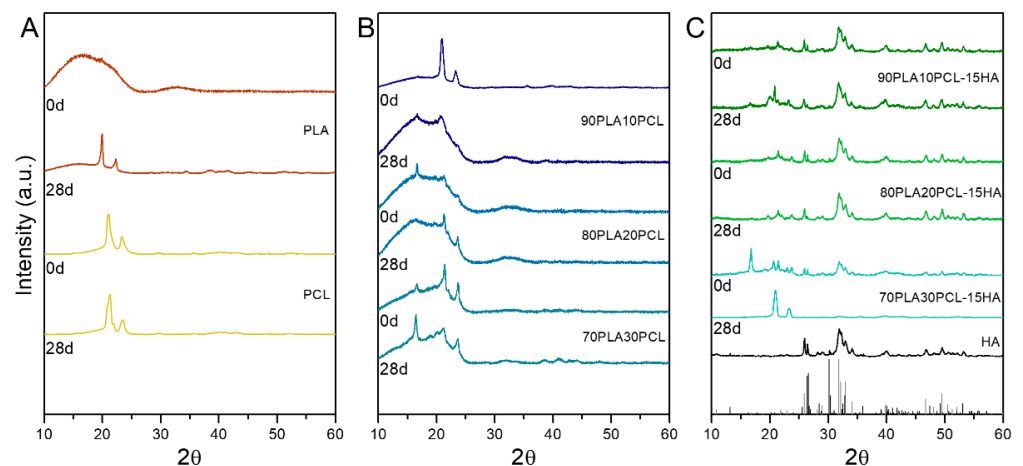 A
B
C
Intensity (a.u.)
0d
PLA
28d
0d
PCL
28d
10 20 30 40 50 60
2θ
0d
90PLA10PCL
28d
0d
80PLA20PCL
28d
0d
70PLA30PCL
28d
10 20 30 40 50 60
2θ
0d
90PLA10PCL-15HA
28d
0d
80PLA20PCL-15HA
28d
0d
70PLA30PCL-15HA
28d
HA
10 20 30 40 50 60
2θ